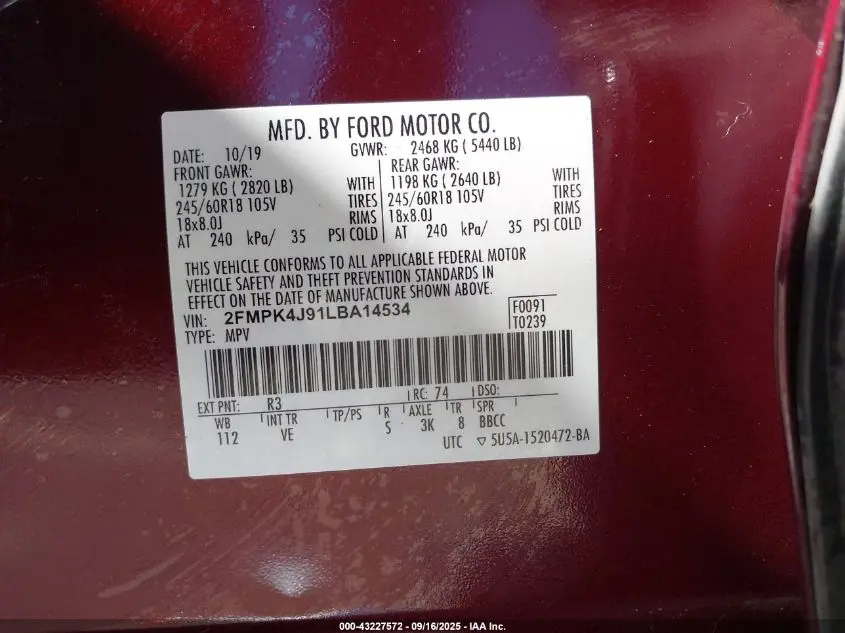 MFD. BY FORD MOTOR CO.
DATE: 10/19 GVWR: 2468 KG ( 5440 LB)
FRONT GAWR: REAR GAWR:
1279 KG ( 2820 LB) WITH 1198 KG ( 2640 LB) WITH
245/60R18 105V TIRES 245/60R18 105V TIRES
18x8.0J RIMS 18x8.0J RIMS
AT 240 kPa/ 35 PSI COLD AT 240 kPa/ 35 PSI COLD
THIS VEHICLE CONFORMS TO ALL APPLICABLE FEDERAL MOTOR
VEHICLE SAFETY AND THEFT PREVENTION STANDARDS IN
EFFECT ON THE DATE OF MANUFACTURE SHOWN ABOVE.
VIN: 2FMPK4J91LBA14534 F0091
TYPE: MPV T0239
EXT PNT: R3 RC: 74 DSO:
WB INT TR TP/PS R AXLE TR SPR
112 VE S 3K 8 BBCC
UTC ▽ 5U5A-1520472-BA
000-43227572 - 09/16/2025 - IAA Inc.